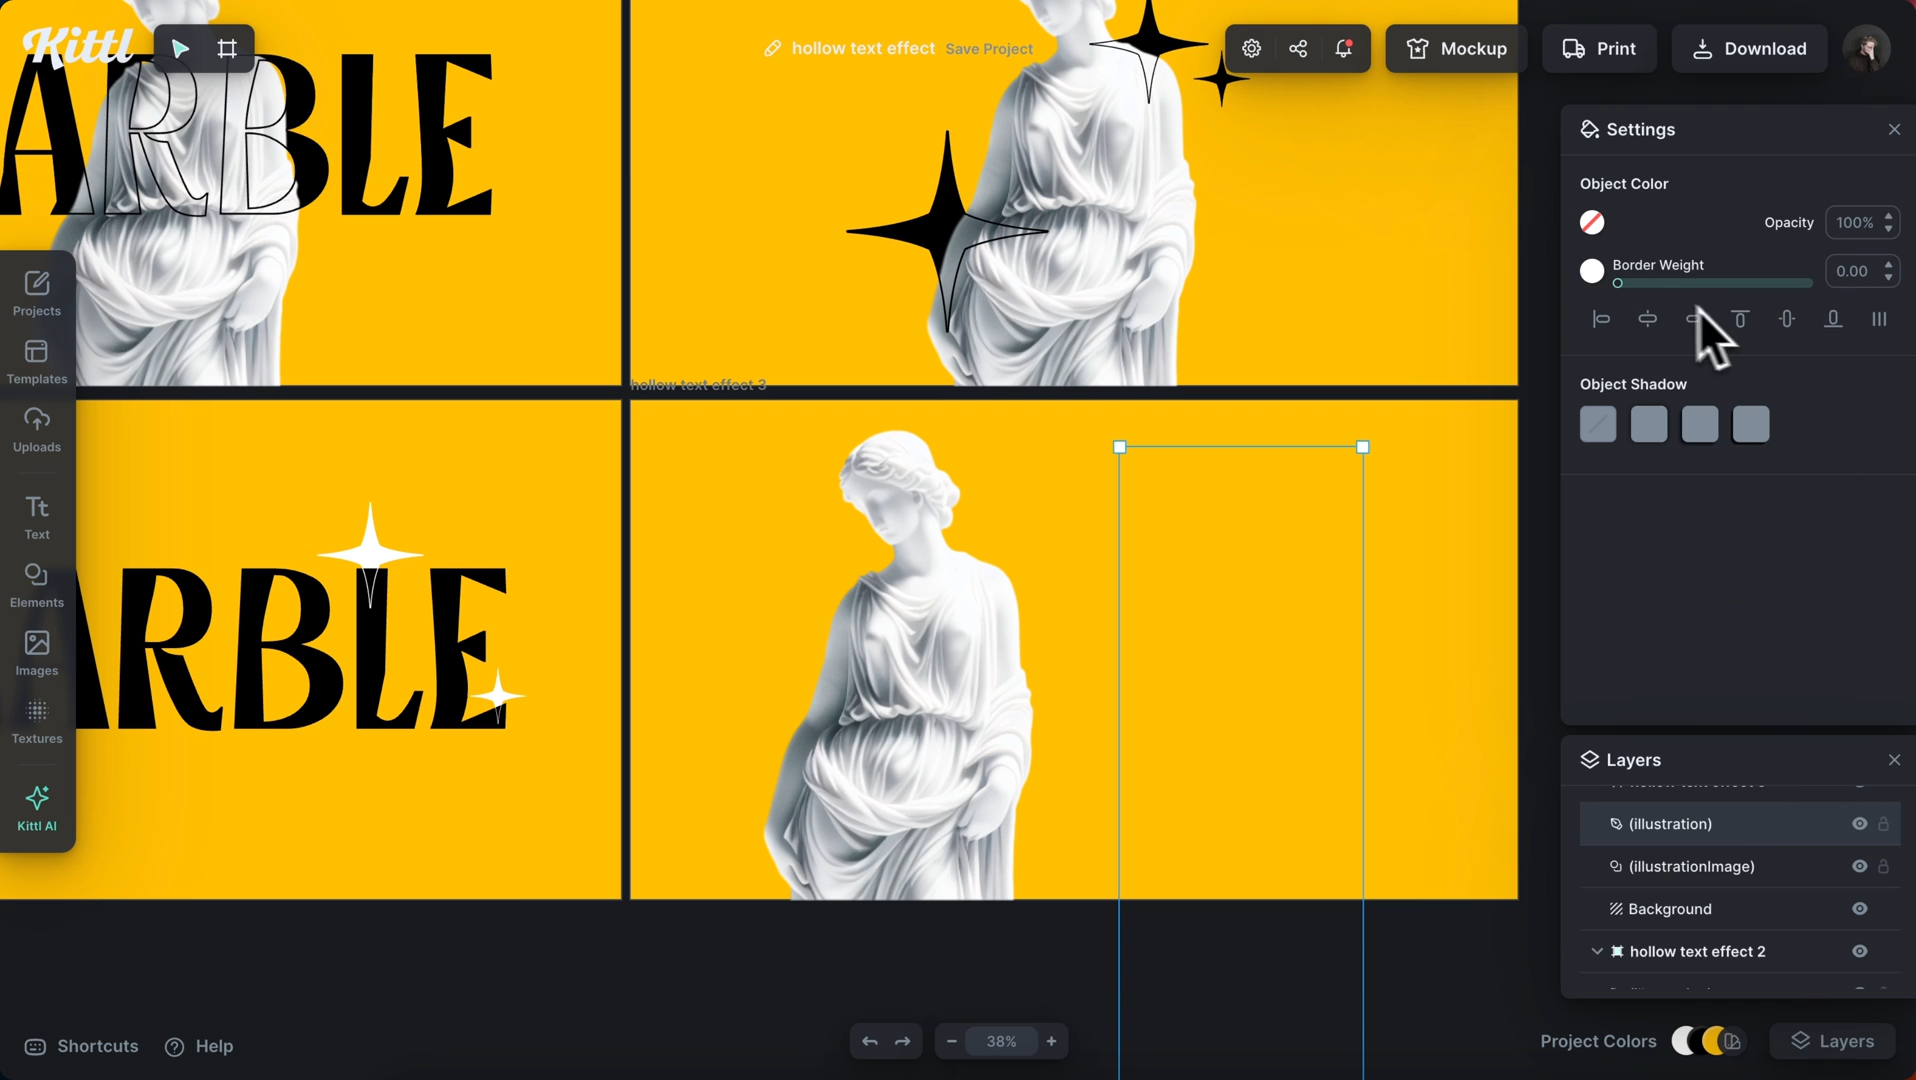 Kittl
hollow text effect Save Project
Mockup
Print
Download
ARBLE
Settings
Object Color
Opacity 100%
Border Weight 0.00
Object Shadow
Projects
Templates
Uploads
Tt
Text
Elements
Images
Textures
Kittl AI
hollow text effect 3
ARBLE
Layers
(illustration)
(illustrationImage)
Background
hollow text effect 2
Shortcuts
Help
38%
Project Colors
Layers